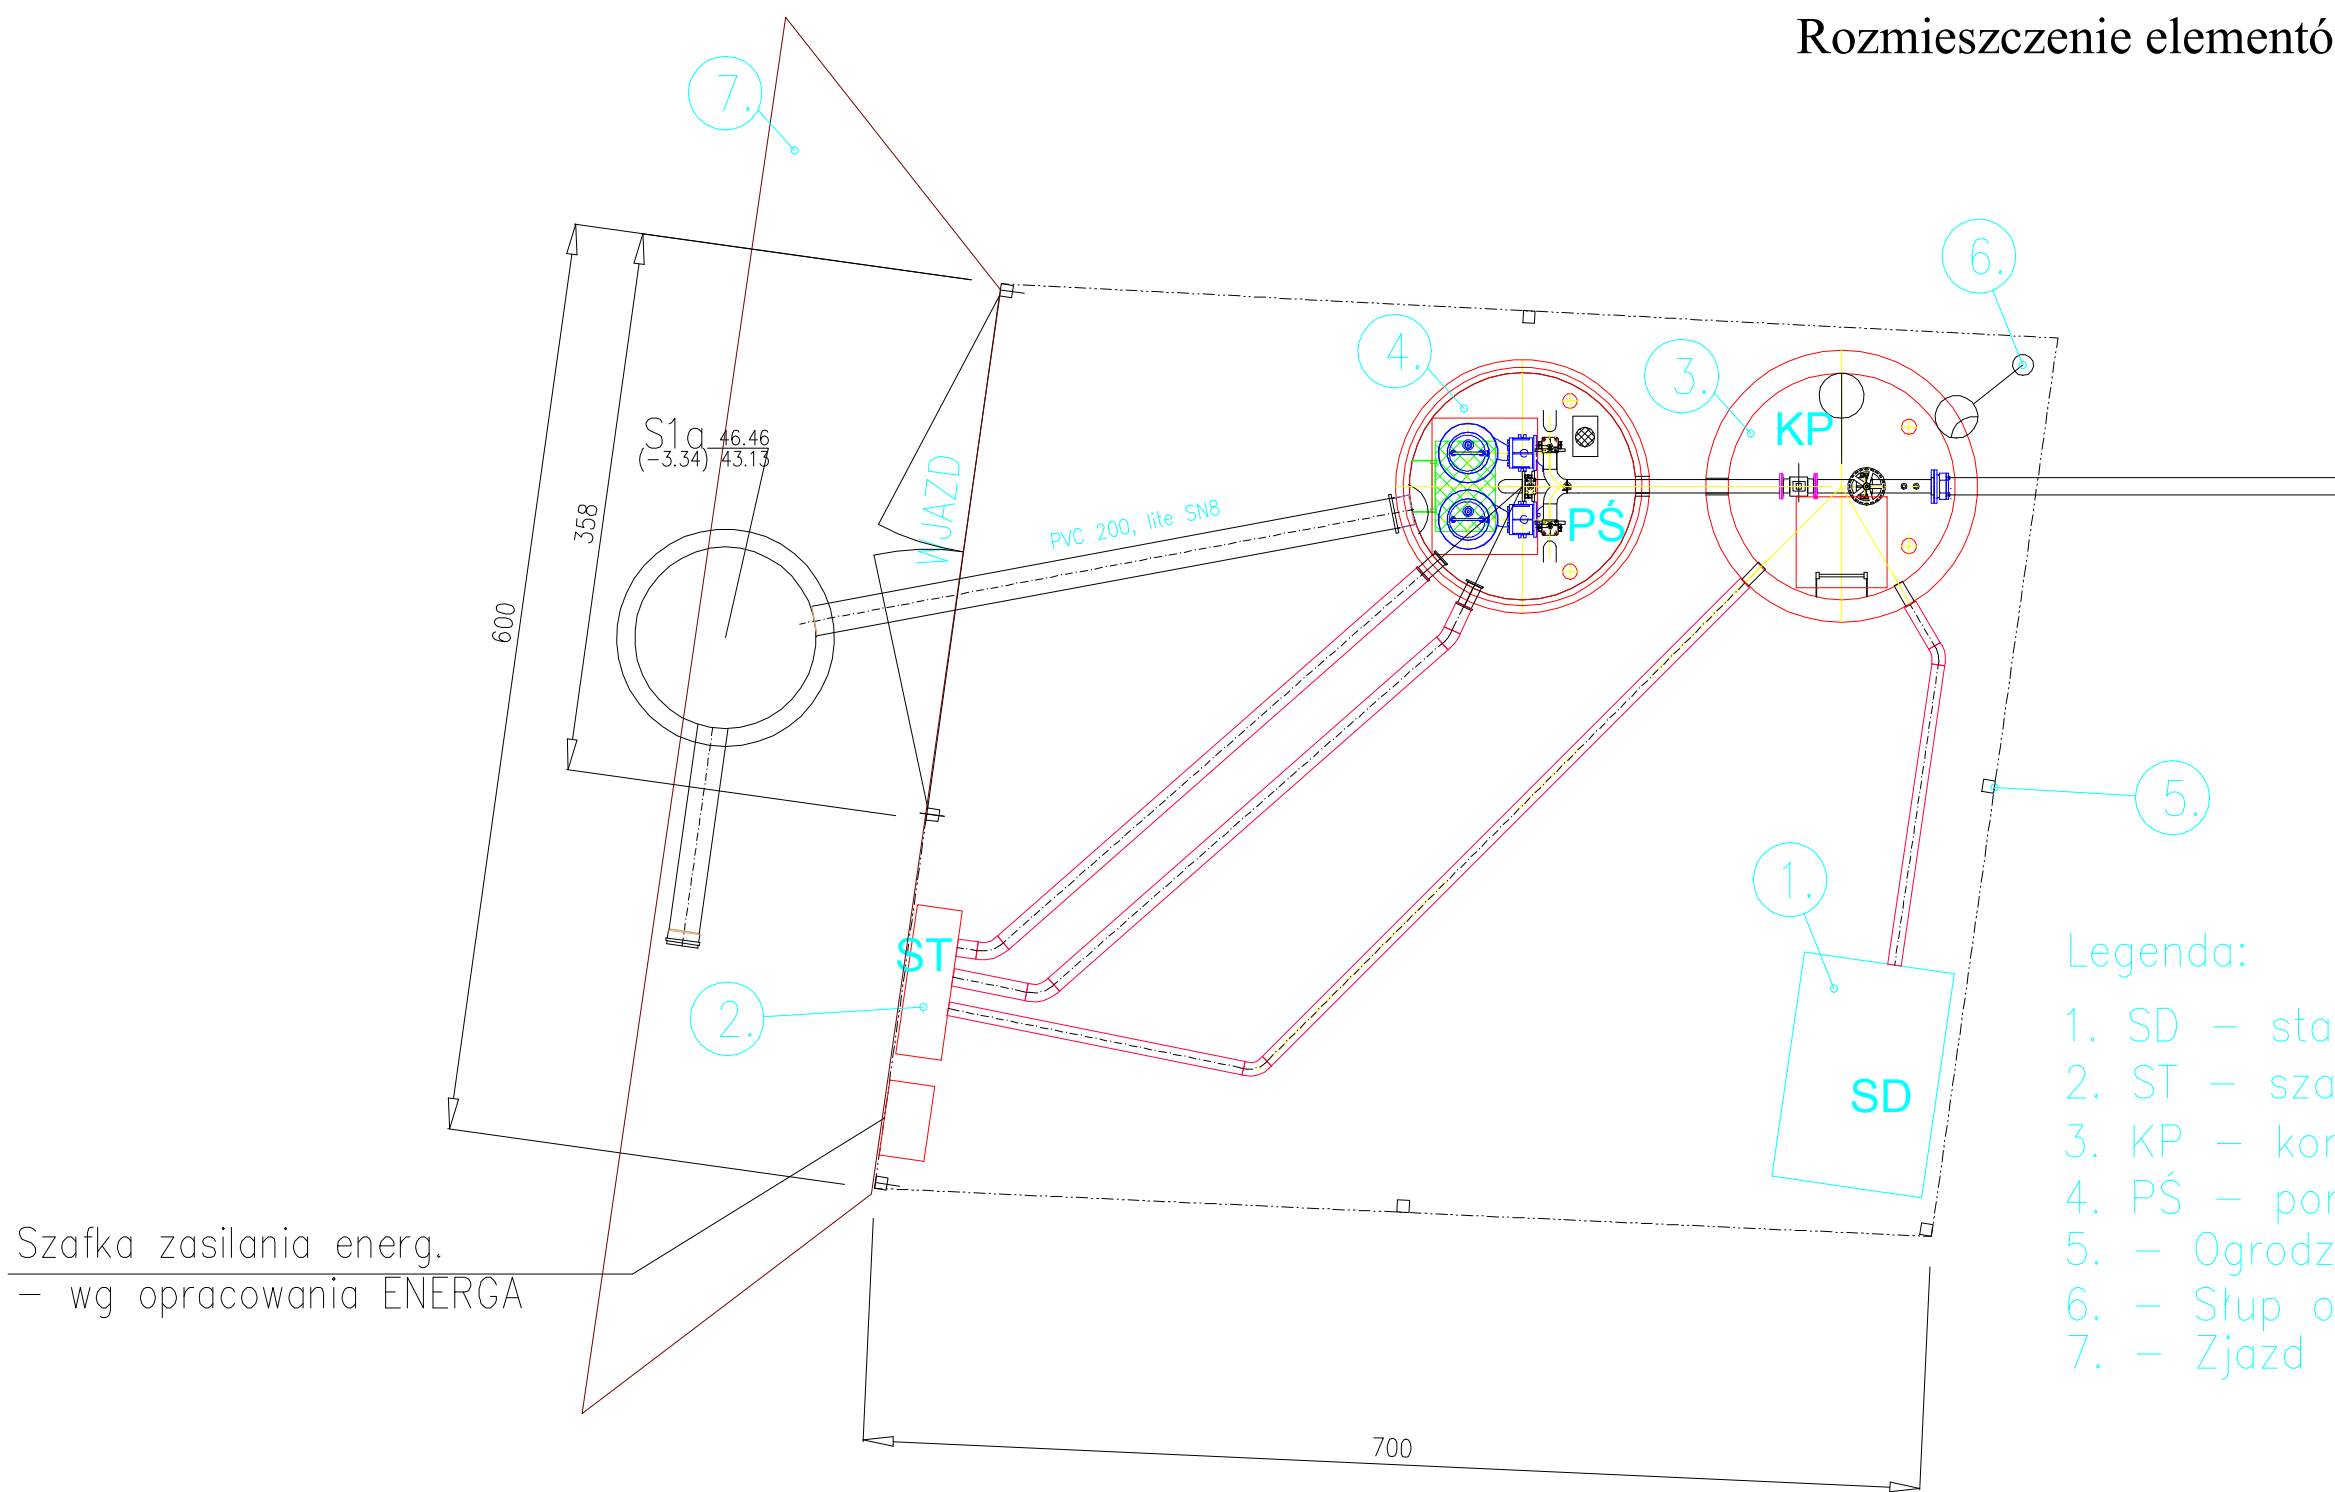 Rozmieszczenie elementó
7.
6.
4.
3.
KP
S1a 46.46
(-3.34) 43.13
WJAZD
PVC 200, lite SN8
PŚ
358
600
5.
1.
ST
2.
SD
Legenda:
1. SD - sta
2. ST - sza
3. KP - kor
4. PŚ - por
5. - Ogrodz
6. - Słup o
7. - Zjazd
Szafka zasilania energ.
- wg opracowania ENERGA
700